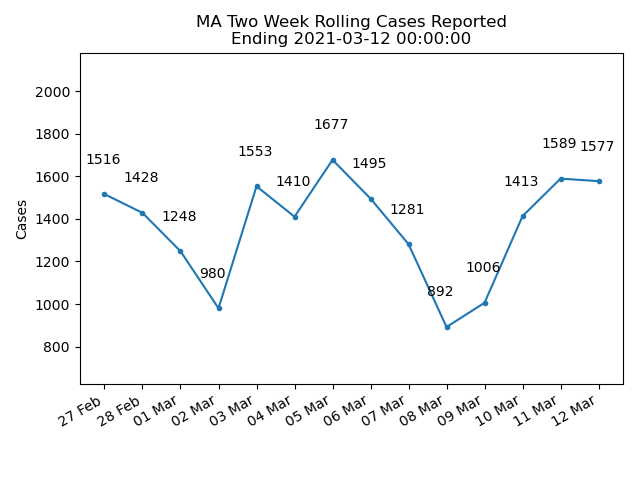 MA Two Week Rolling Cases Reported
Ending 2021-03-12 00:00:00
Cases
2000
1800
1600
1400
1200
1000
800
1516
1428
1248
980
1553
1410
1677
1495
1281
892
1006
1413
1589
1577
27 Feb
28 Feb
01 Mar
02 Mar
03 Mar
04 Mar
05 Mar
06 Mar
07 Mar
08 Mar
09 Mar
10 Mar
11 Mar
12 Mar